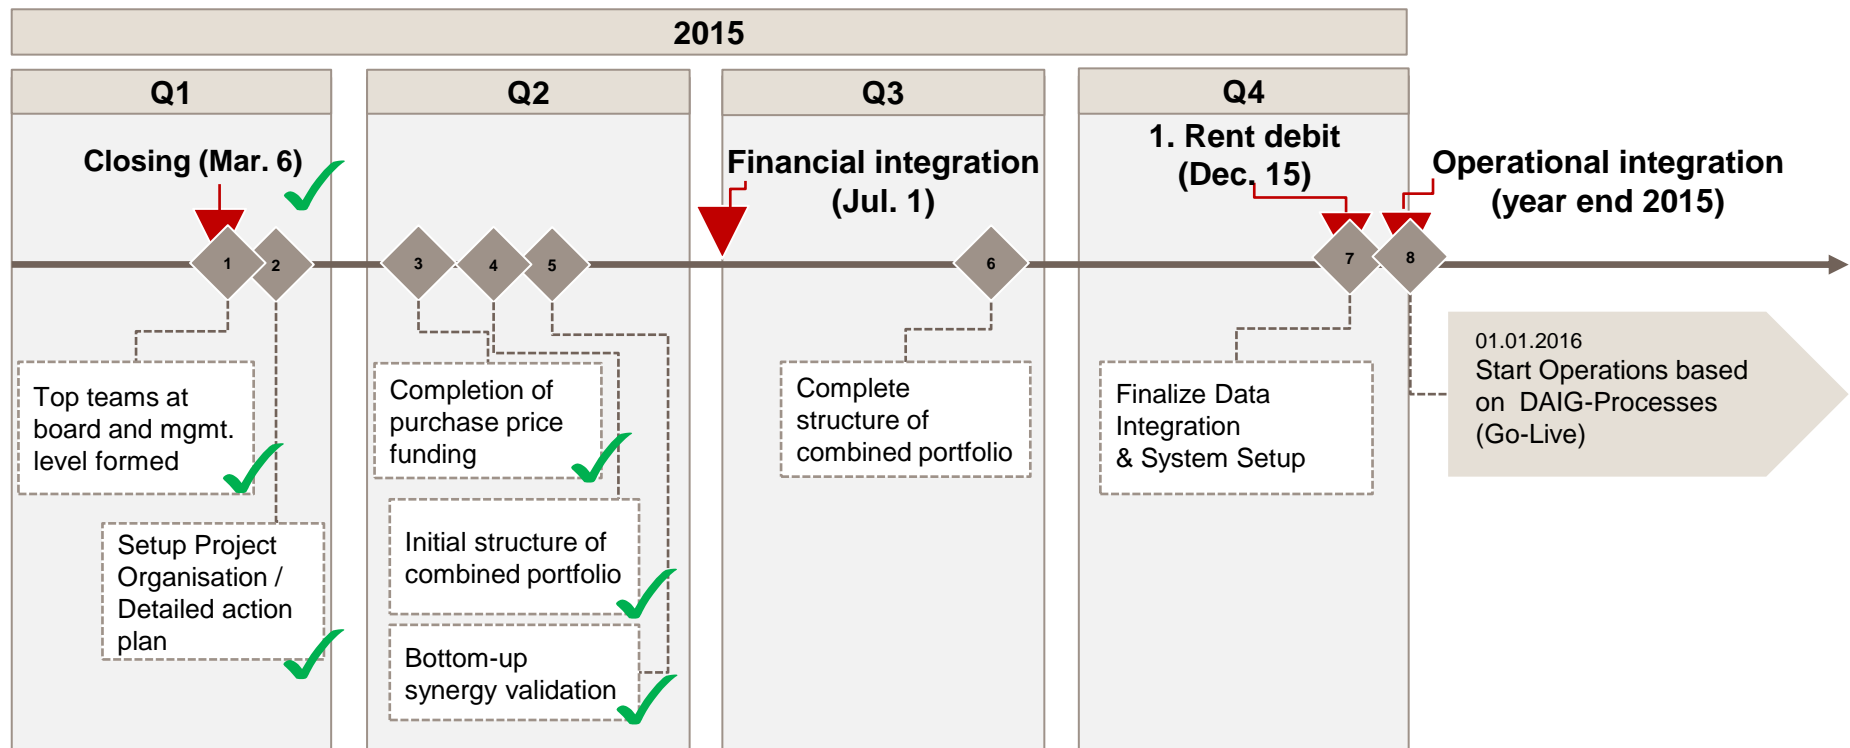 2015
Q1
Q2
Q3
Q4
Closing (Mar. 6)
Financial integration
(Jul. 1)
1. Rent debit
(Dec. 15)
Operational integration
(year end 2015)
1
2
3
4
5
6
7
8
Top teams at
board and mgmt.
level formed
Setup Project
Organisation /
Detailed action
plan
Completion of
purchase price
funding
Initial structure of
combined portfolio
Bottom-up
synergy validation
Complete
structure of
combined portfolio
Finalize Data
Integration
& System Setup
01.01.2016
Start Operations based
on DAIG-Processes
(Go-Live)